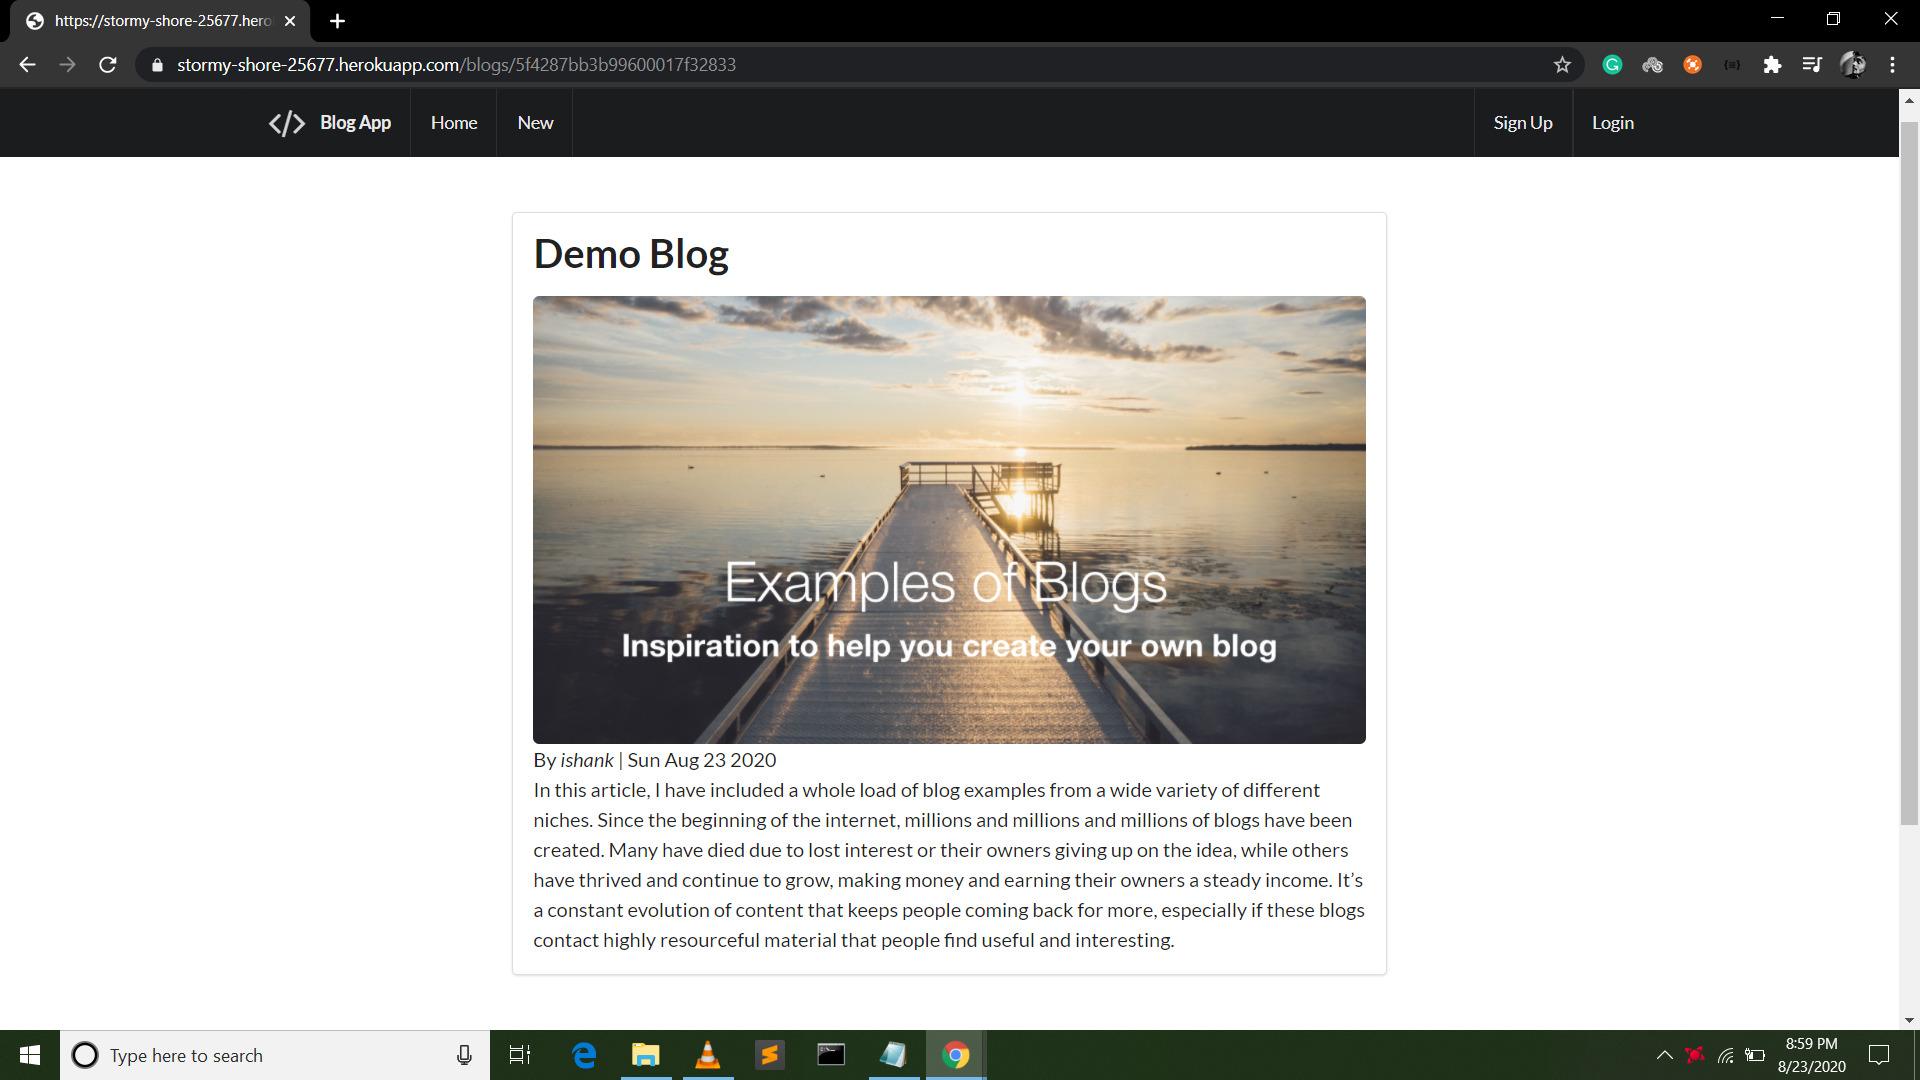 https://stormy-shore-25677.hero
stormy-shore-25677.herokuapp.com/blogs/5f4287bb3b99600017f32833
</> Blog App Home New Sign Up Login
Demo Blog
Examples of Blogs
Inspiration to help you create your own blog
By ishank | Sun Aug 23 2020
In this article, I have included a whole load of blog examples from a wide variety of different
niches. Since the beginning of the internet, millions and millions and millions of blogs have been
created. Many have died due to lost interest or their owners giving up on the idea, while others
have thrived and continue to grow, making money and earning their owners a steady income. It’s
a constant evolution of content that keeps people coming back for more, especially if these blogs
contact highly resourceful material that people find useful and interesting.
Type here to search
8:59 PM
8/23/2020